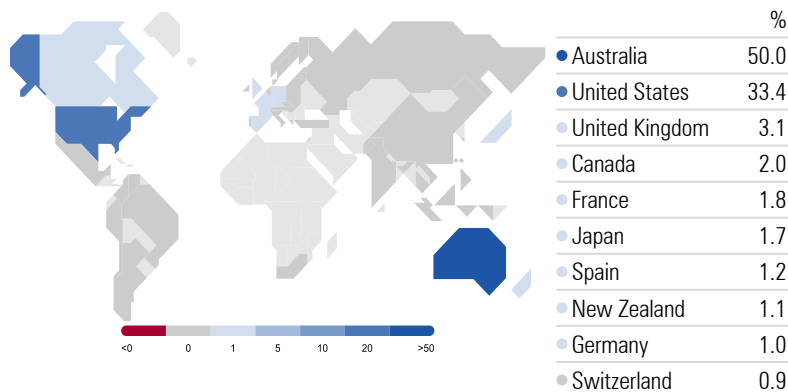 %
Australia 50.0
United States 33.4
United Kingdom 3.1
Canada 2.0
France 1.8
Japan 1.7
Spain 1.2
New Zealand 1.1
Germany 1.0
Switzerland 0.9
<0 0 1 5 10 20 >50